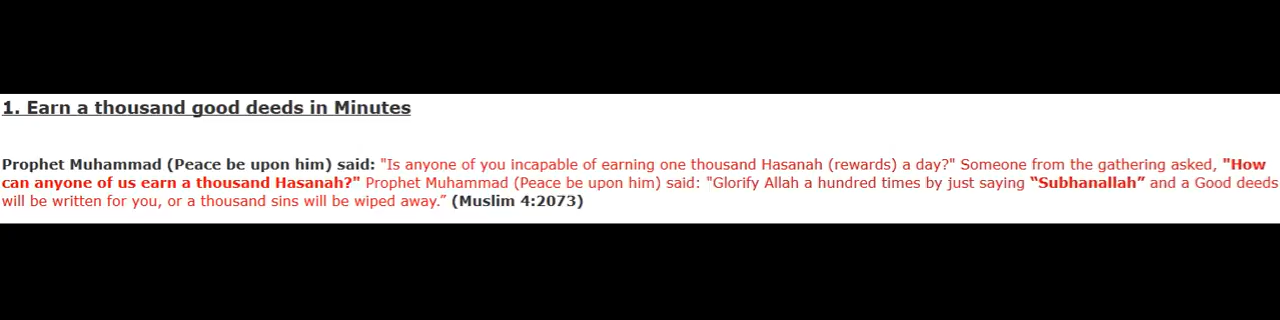 1. Earn a thousand good deeds in Minutes
Prophet Muhammad (Peace be upon him) said: "Is anyone of you incapable of earning one thousand Hasanah (rewards) a day?" Someone from the gathering asked, "How
can anyone of us earn a thousand Hasanah?" Prophet Muhammad (Peace be upon him) said: "Glorify Allah a hundred times by just saying “Subhanallah” and a Good deeds
will be written for you, or a thousand sins will be wiped away.” (Muslim 4:2073)